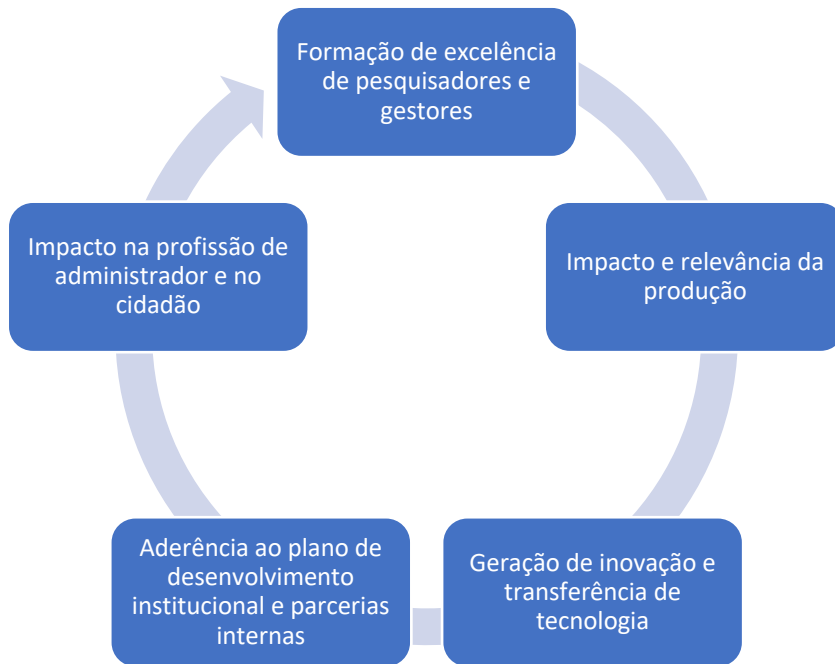 Formação de excelência
de pesquisadores e
gestores
Impacto e relevância da
produção
Geração de inovação e
transferência de
tecnologia
Aderência ao plano de
desenvolvimento
institucional e parcerias
internas
Impacto na profissão de
administrador e no
cidadão